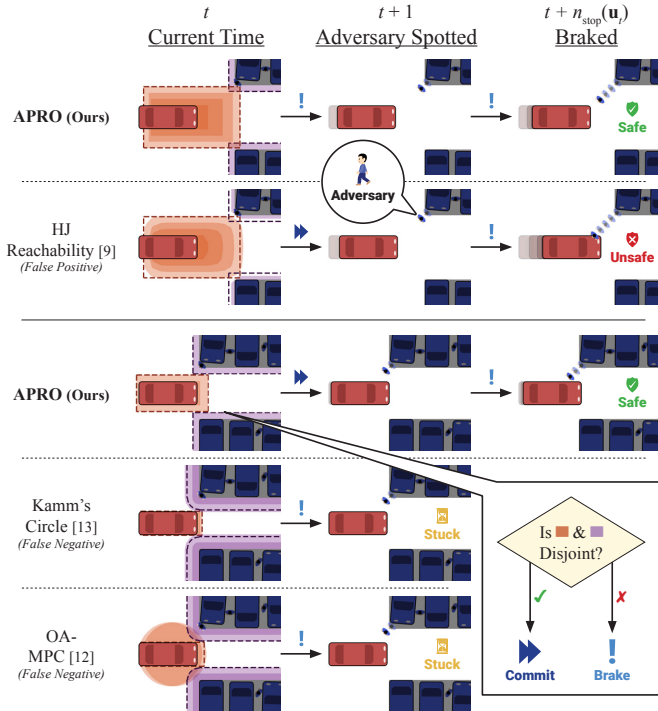 t
Current Time
t + 1
Adversary Spotted
t + n_stop(u_t)
Braked
APRO (Ours)
!
!
Safe
Adversary
HJ
Reachability [9]
(False Positive)
!
Unsafe
APRO (Ours)
!
Safe
Kamm's
Circle [13]
(False Negative)
!
Stuck
Is & 
Disjoint?
✓
✗
Commit
!
Brake
OA-
MPC [12]
(False Negative)
!
Stuck